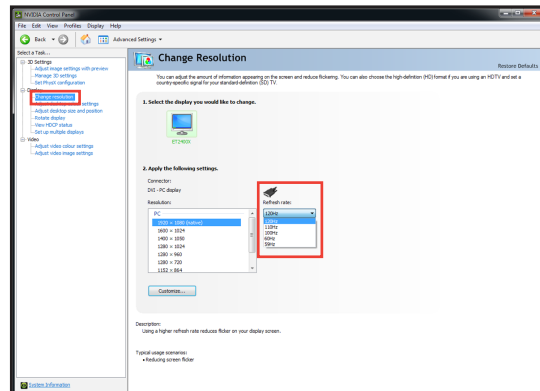 NVIDIA Control Panel
File Edit View Profiles Display Help
Back Advanced Settings
Select a Task...
3D Settings
Adjust image settings with preview
Manage 3D settings
Set PhysX configuration
Display
Change resolution
Adjust desktop size and position
Rotate display
View HDCP status
Set up multiple displays
Video
Adjust video colour settings
Adjust video image settings
System Information
Change Resolution
Restore Defaults
You can adjust the amount of information appearing on the screen and reduce flickering. You can also choose the high-definition (HD) format if you are using an HDTV and set a
country-specific signal for your standard-definition (SD) TV.
1. Select the display you would like to change.
2. Apply the following settings.
Connector:
DVI - PC display
Resolution:
PC
1920 × 1080 (native)
1600 × 1024
1400 × 1050
1280 × 1024
1280 × 960
1280 × 720
1152 × 864
Refresh rate:
120Hz
120Hz
110Hz
100Hz
60Hz
59Hz
Customize...
Description:
Using a higher refresh rate reduces flicker on your display screen.
Typical usage scenarios:
• Reducing screen flicker